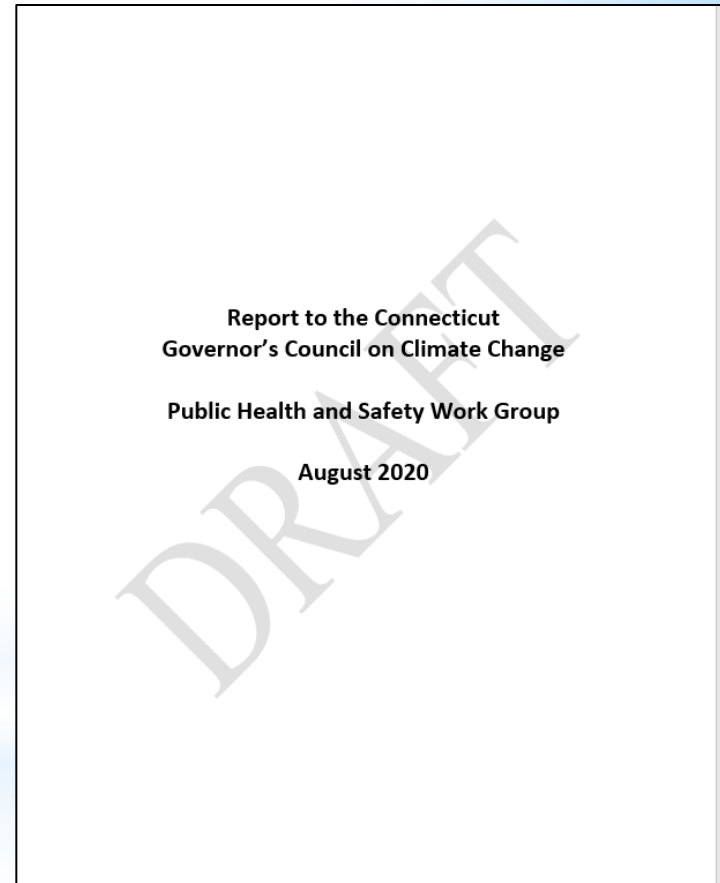 Report to the Connecticut
Governor’s Council on Climate Change
Public Health and Safety Work Group
August 2020
DRAFT